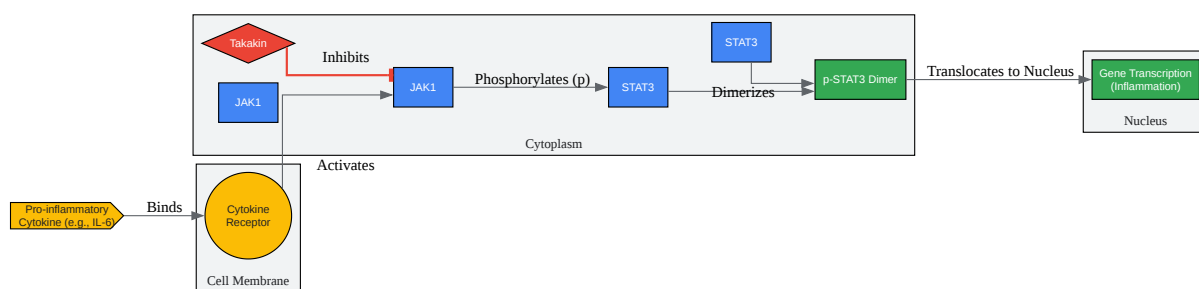 Takakin
Inhibits
STAT3
JAK1
JAK1
Phosphorylates (p)
STAT3
Dimerizes
p-STAT3 Dimer
Translocates to Nucleus
Gene Transcription
(Inflammation)
Nucleus
Cytoplasm
Activates
Pro-inflammatory
Cytokine (e.g., IL-6)
Binds
Cytokine
Receptor
Cell Membrane